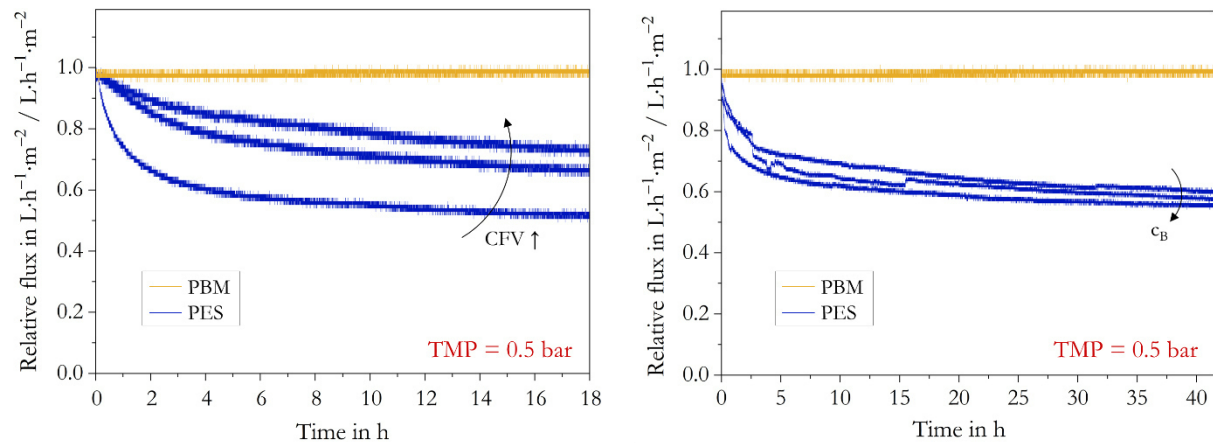 Relative flux in L·h⁻¹·m⁻² / L·h⁻¹·m⁻²
1.0
0.8
0.6
0.4
0.2
0.0
CFV ↑
PBM
PES
TMP = 0.5 bar
0 2 4 6 8 10 12 14 16 18
Time in h
Relative flux in L·h⁻¹·m⁻² / L·h⁻¹·m⁻²
1.0
0.8
0.6
0.4
0.2
0.0
c_B
PBM
PES
TMP = 0.5 bar
0 5 10 15 20 25 30 35 40
Time in h